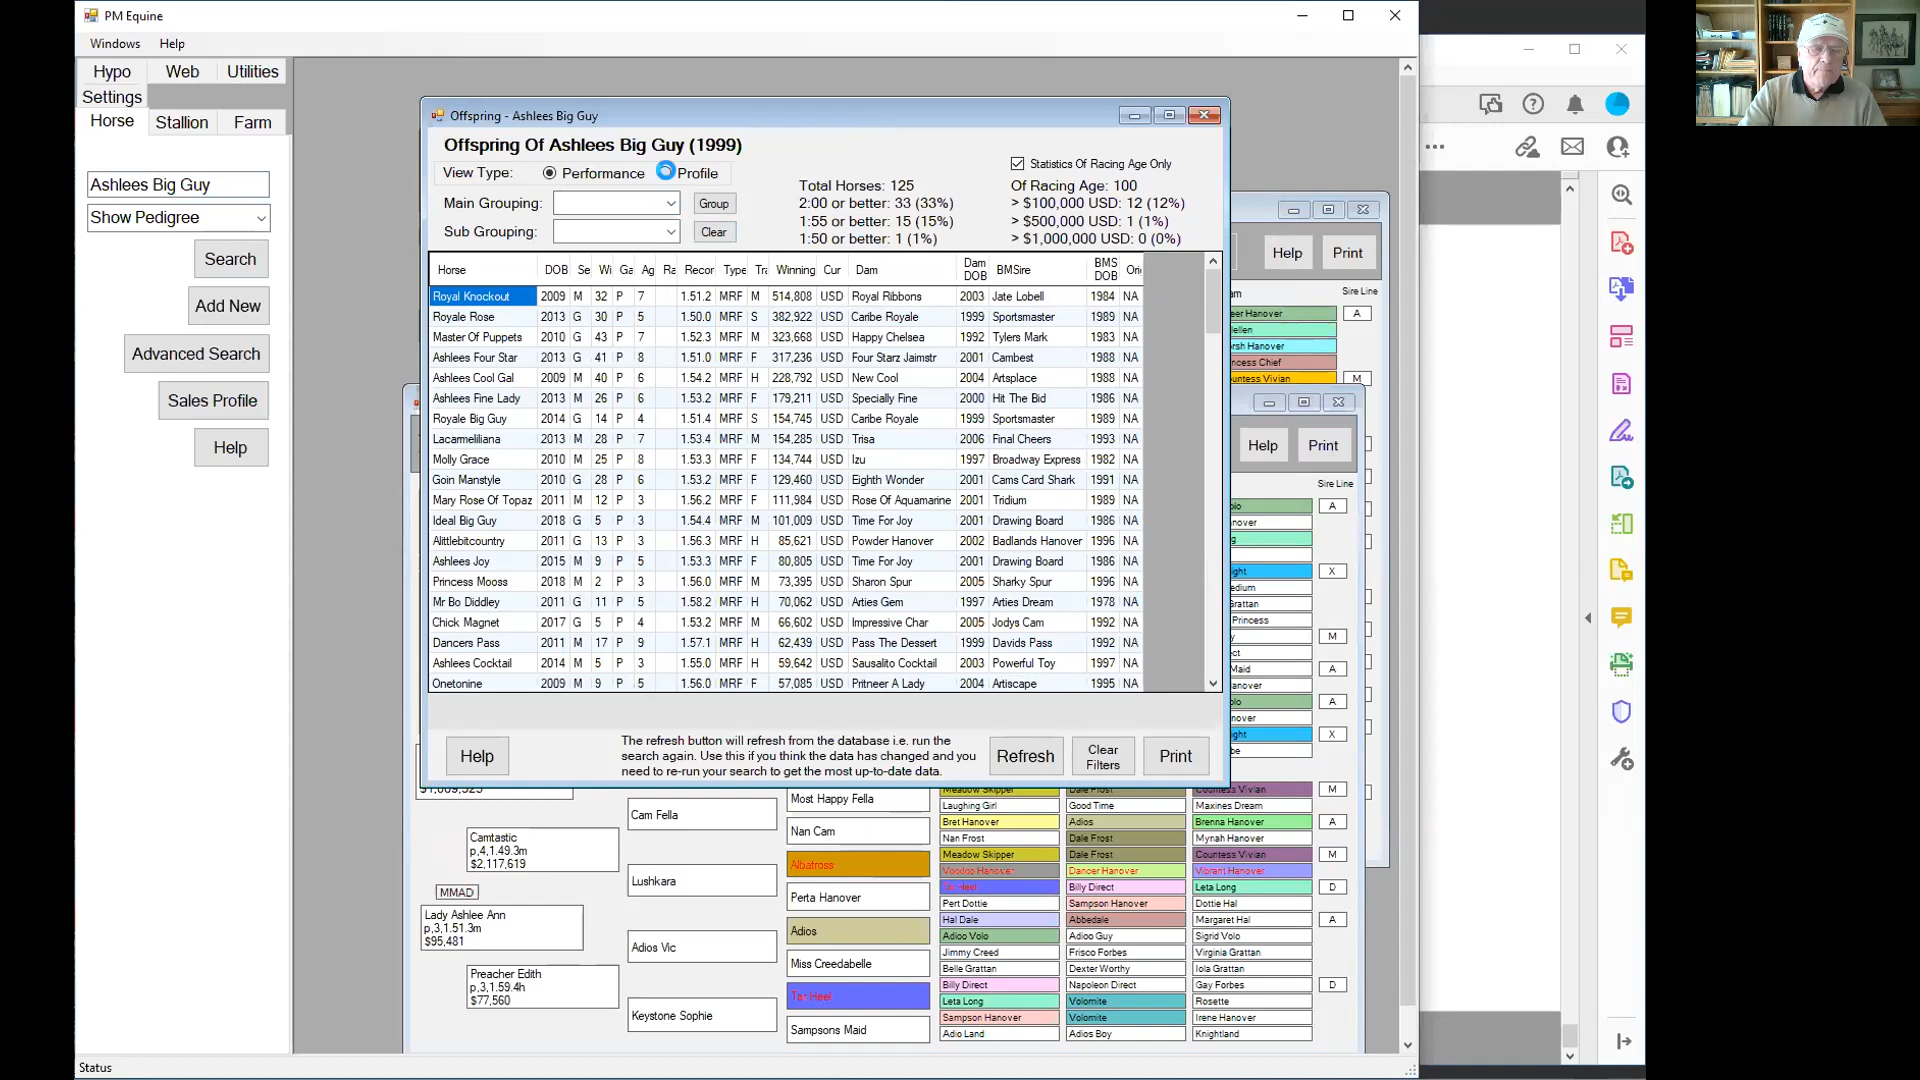 PM Equine
Windows Help
Hypo Web Utilities
Settings
Horse Stallion Farm
Ashlees Big Guy
Show Pedigree
Search
Add New
Advanced Search
Sales Profile
Help
Offspring - Ashlees Big Guy
Offspring Of Ashlees Big Guy (1999)
View Type: Performance Profile
Main Grouping: Group
Sub Grouping: Clear
Statistics Of Racing Age Only
Total Horses: 125 Of Racing Age: 100
2:00 or better: 33 (33%) > $100,000 USD: 12 (12%)
1:55 or better: 15 (15%) > $500,000 USD: 1 (1%)
1:50 or better: 1 (1%) > $1,000,000 USD: 0 (0%)
Horse DOB Se Wi Ga Ag Ra Recor Type Tra Winning Cur Dam Dam DOB BMSire BMS DOB Ori
Royal Knockout 2009 M 32 P 7 1.51.2 MRF M 514,808 USD Royal Ribbons 2003 Jate Lobell 1984 NA
Royale Rose 2013 G 30 P 5 1.50.0 MRF S 382,922 USD Caribe Royale 1999 Sportsmaster 1989 NA
Master Of Puppets 2010 G 43 P 7 1.52.3 MRF M 323,668 USD Happy Chelsea 1992 Tylers Mark 1983 NA
Ashlees Four Star 2013 G 41 P 8 1.51.0 MRF F 317,236 USD Four Starz Jaimstr 2001 Cambest 1988 NA
Ashlees Cool Gal 2009 M 40 P 6 1.54.2 MRF H 228,792 USD New Cool 2004 Artsplace 1988 NA
Ashlees Fine Lady 2013 M 26 P 6 1.53.2 MRF F 179,211 USD Specially Fine 2000 Hit The Bid 1986 NA
Royale Big Guy 2014 G 14 P 4 1.51.4 MRF S 154,745 USD Caribe Royale 1999 Sportsmaster 1989 NA
Lacarmeliliana 2013 M 28 P 7 1.53.4 MRF M 154,285 USD Trisa 2006 Final Cheers 1993 NA
Molly Grace 2010 M 25 P 8 1.53.3 MRF F 134,744 USD Izu 1997 Broadway Express 1982 NA
Goin Manstyle 2010 G 28 P 6 1.53.2 MRF F 129,460 USD Eighth Wonder 2001 Cams Card Shark 1991 NA
Mary Rose Of Topaz 2011 M 12 P 3 1.56.2 MRF F 111,984 USD Rose Of Aquamarine 2001 Tridium 1989 NA
Ideal Big Guy 2018 G 5 P 3 1.54.4 MRF M 101,009 USD Time For Joy 2001 Drawing Board 1986 NA
Alittlebitcountry 2011 G 13 P 3 1.56.3 MRF H 85,621 USD Powder Hanover 2002 Badlands Hanover 1996 NA
Ashlees Joy 2015 M 9 P 5 1.53.3 MRF F 80,805 USD Time For Joy 2001 Drawing Board 1986 NA
Princess Mooss 2018 M 2 P 3 1.56.0 MRF M 73,395 USD Sharon Spur 2005 Sharky Spur 1996 NA
Mr Bo Diddley 2011 G 11 P 5 1.58.2 MRF H 70,062 USD Arties Gem 1997 Arties Dream 1978 NA
Chick Magnet 2017 G 5 P 4 1.53.2 MRF M 66,602 USD Impressive Char 2005 Jodys Cam 1992 NA
Dancers Pass 2011 M 17 P 9 1.57.1 MRF H 62,439 USD Pass The Dessert 1999 Davids Pass 1992 NA
Ashlees Cocktail 2014 M 5 P 3 1.55.0 MRF H 59,642 USD Sausalito Cocktail 2003 Powerful Toy 1997 NA
Onetonine 2009 M 9 P 5 1.56.0 MRF F 57,085 USD Pritneer A Lady 2004 Artiscape 1995 NA
Help
The refresh button will refresh from the database i.e. run the
search again. Use this if you think the data has changed and you
need to re-run your search to get the most up-to-date data.
Refresh Clear Filters Print
Help Print
Sire Line
A
M
Help Print
Sire Line
A
X
M
A
A
X
Camtastic
p,4,1.49.3m
$2,117,619
MMAD
Lady Ashlee Ann
p,3,1.51.3m
$95,481
Preacher Edith
p,3,1.59.4h
$77,560
Cam Fella
Lushkara
Adios Vic
Keystone Sophie
Most Happy Fella
Nan Cam
Albatross
Perta Hanover
Adios
Miss Creedabelle
Tar Heel
Sampsons Maid
Meadow Skipper Dale Frost Countess Vivian M
Laughing Girl Good Time Maxines Dream
Bret Hanover Adios Brenna Hanover A
Nan Frost Dale Frost Mynah Hanover
Meadow Skipper Dale Frost Countess Vivian M
Voodoo Hanover Dancer Hanover Vibrant Hanover
Tar Heel Billy Direct Leta Long D
Pert Dottie Sampson Hanover Dottie Hal
Hal Dale Abbedale Margaret Hal A
Adioo Volo Adioo Guy Sigrid Volo
Jimmy Creed Frisco Forbes Virginia Grattan
Belle Grattan Dexter Worthy Iola Grattan
Billy Direct Napoleon Direct Gay Forbes D
Leta Long Volomite Rosette
Sampson Hanover Volomite Irene Hanover
Adio Land Adios Boy Knightland
Status